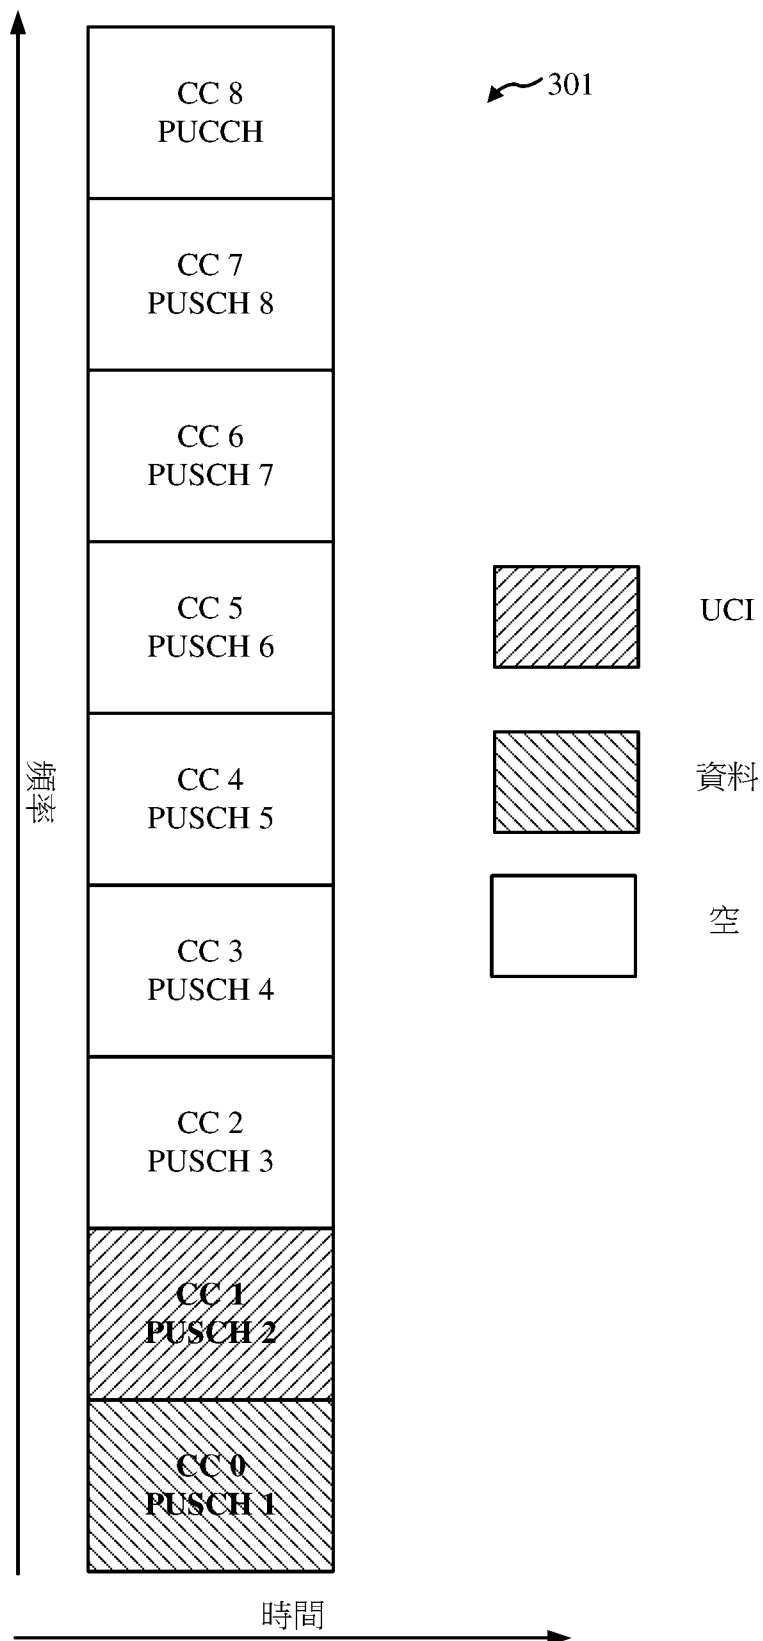 301
CC 8
PUCCH
CC 7
PUSCH 8
CC 6
PUSCH 7
CC 5
PUSCH 6
CC 4
PUSCH 5
CC 3
PUSCH 4
CC 2
PUSCH 3
CC 1
PUSCH 2
CC 0
PUSCH 1
頻率
時間
UCI
資料
空